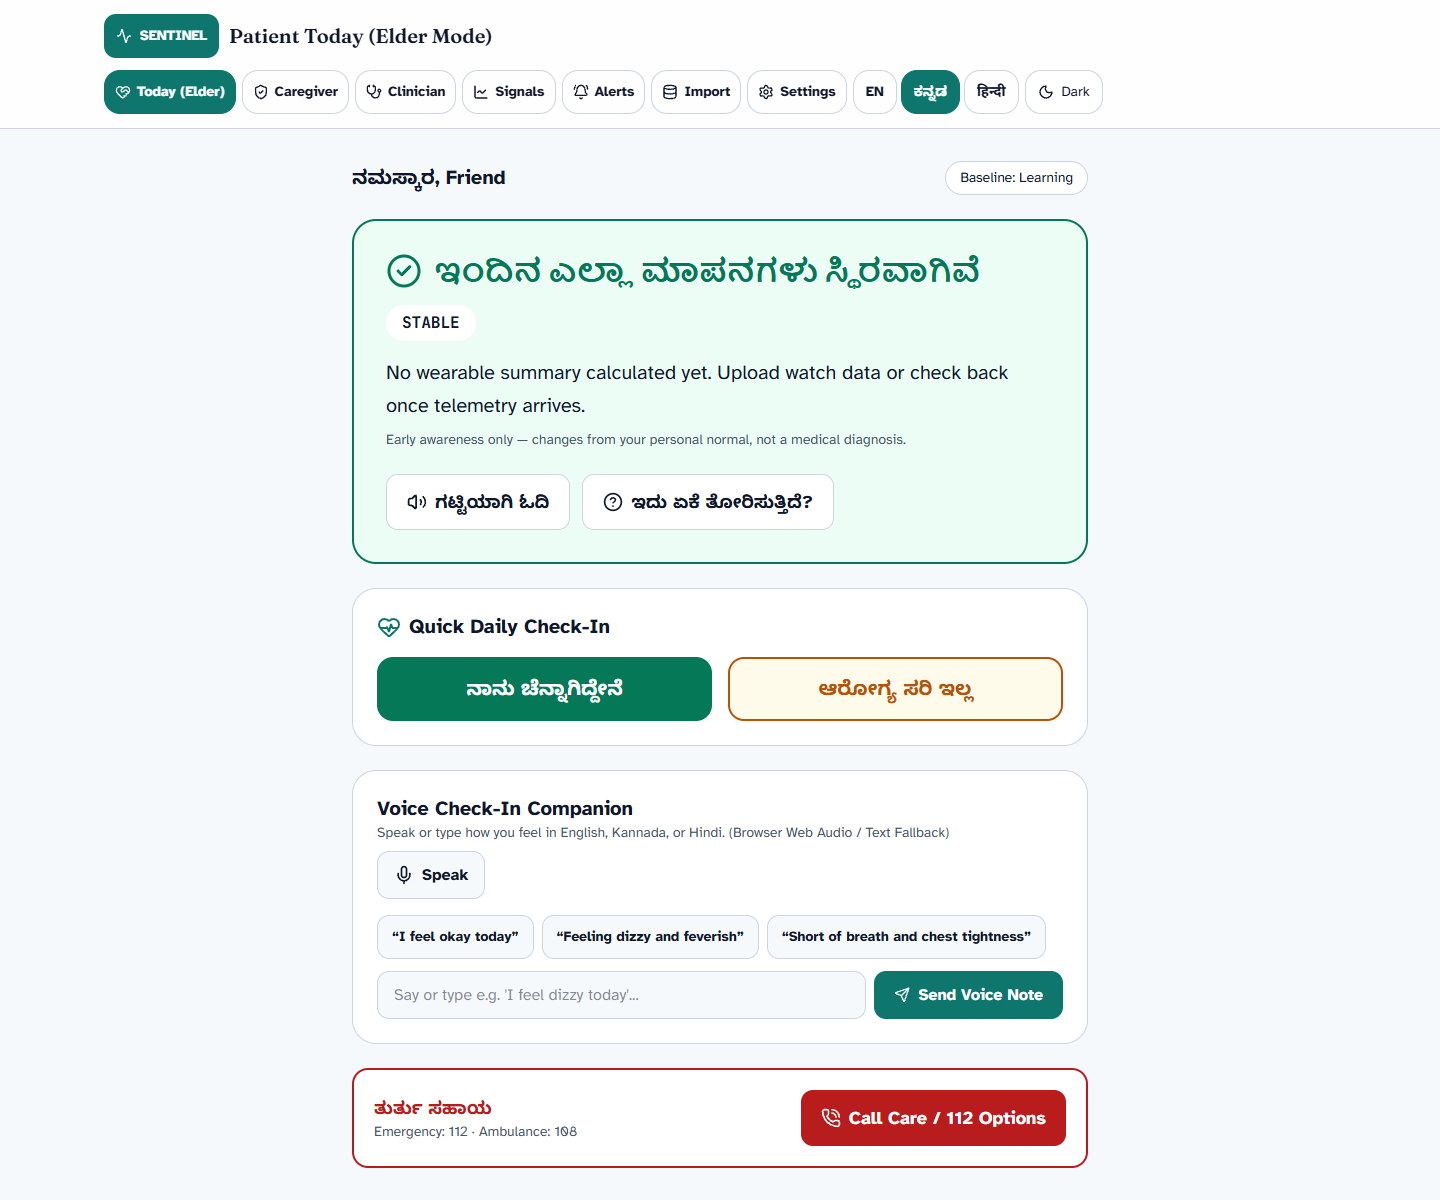 SENTINEL Patient Today (Elder Mode)
Today (Elder) Caregiver Clinician Signals Alerts Import Settings EN ಕನ್ನಡ हिन्दी Dark
ನಮಸ್ಕಾರ, Friend
Baseline: Learning
ಇಂದಿನ ಎಲ್ಲಾ ಮಾಪನಗಳು ಸ್ಥಿರವಾಗಿವೆ
STABLE
No wearable summary calculated yet. Upload watch data or check back
once telemetry arrives.
Early awareness only — changes from your personal normal, not a medical diagnosis.
ಗಟ್ಟಿಯಾಗಿ ಓದಿ ಇದು ಏಕೆ ತೋರಿಸುತ್ತಿದೆ?
Quick Daily Check-In
ನಾನು ಚೆನ್ನಾಗಿದ್ದೇನೆ ಆರೋಗ್ಯ ಸರಿ ಇಲ್ಲ
Voice Check-In Companion
Speak or type how you feel in English, Kannada, or Hindi. (Browser Web Audio / Text Fallback)
Speak
“I feel okay today” “Feeling dizzy and feverish” “Short of breath and chest tightness”
Say or type e.g. 'I feel dizzy today'... Send Voice Note
ತುರ್ತು ಸಹಾಯ
Emergency: 112 · Ambulance: 108
Call Care / 112 Options